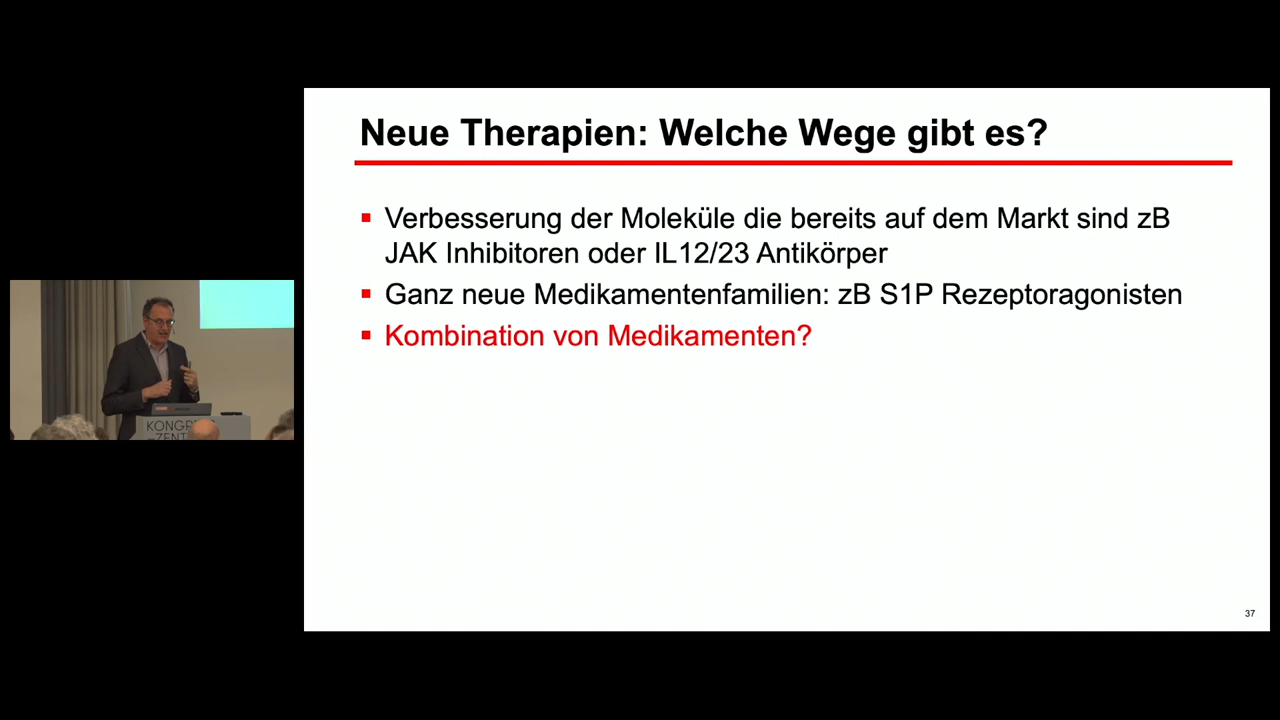 Neue Therapien: Welche Wege gibt es?
Verbesserung der Moleküle die bereits auf dem Markt sind zB
JAK Inhibitoren oder IL12/23 Antikörper
Ganz neue Medikamentenfamilien: zB S1P Rezeptoragonisten
Kombination von Medikamenten?
37